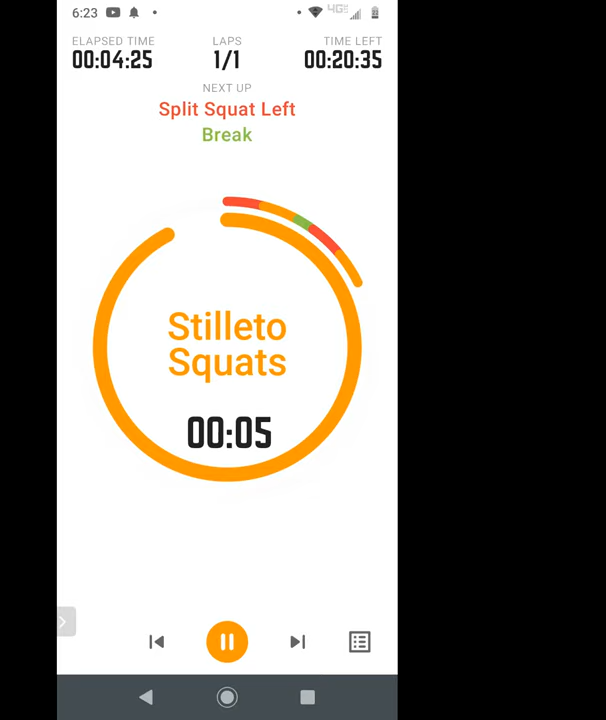 6:23
4G
ELAPSED TIME LAPS TIME LEFT
00:04:25 1/1 00:20:35
NEXT UP
Split Squat Left
Break
Stilleto
Squats
00:05